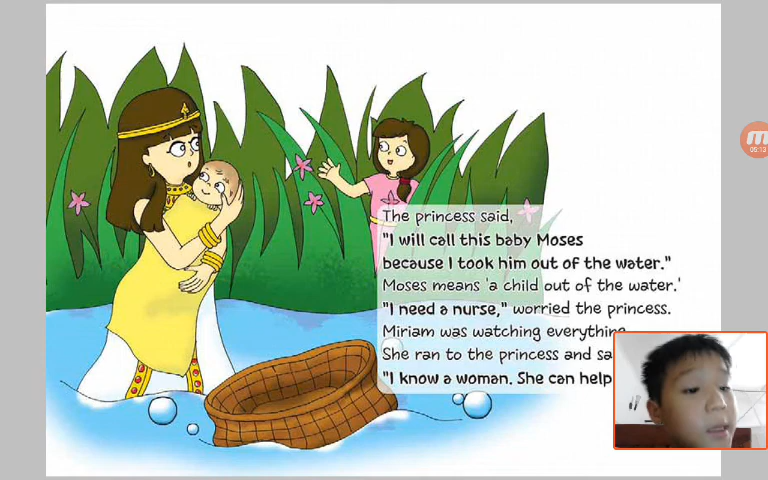 The princess said,
"I will call this baby Moses
because I took him out of the water."
Moses means 'a child out of the water.'
"I need a nurse," worried the princess.
Miriam was watching
She ran to the princess and
"I know a woman. She can help
05:13